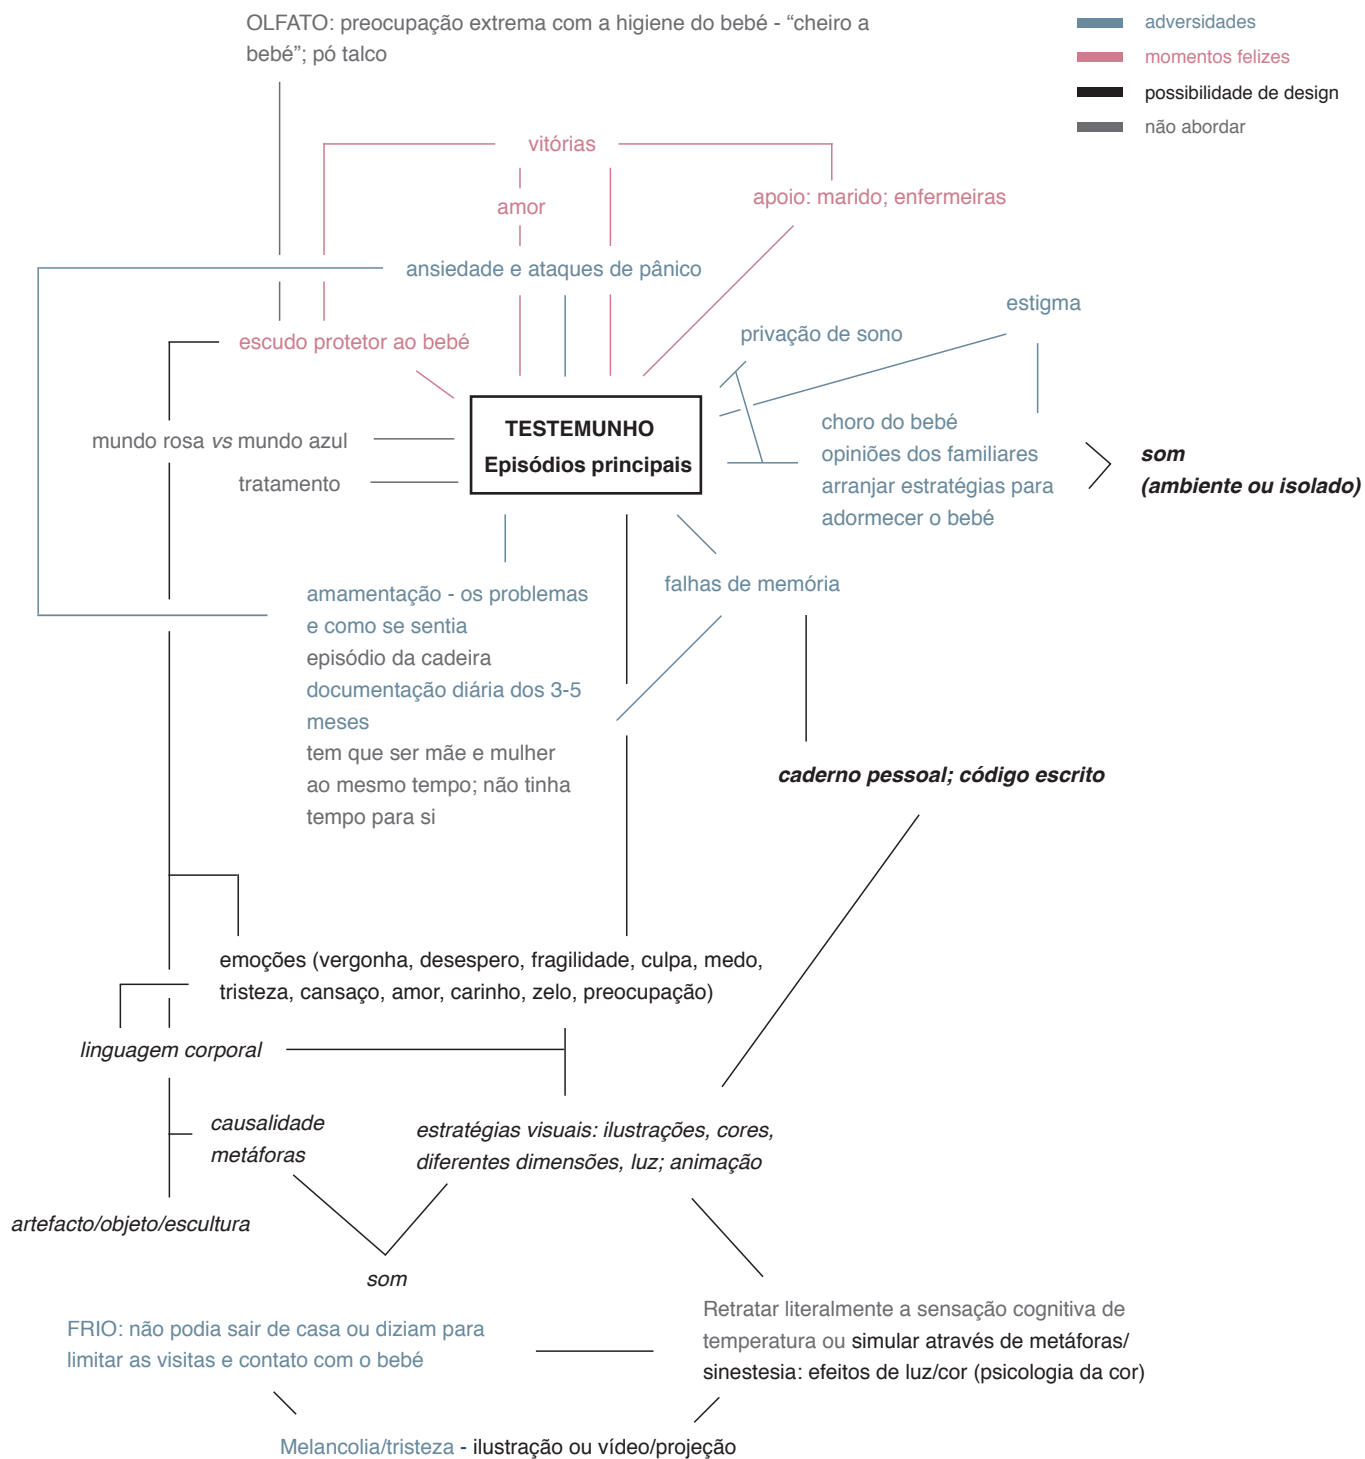 OLFATO: preocupação extrema com a higiene do bebé - “cheiro a
bebé”; pó talco
adversidades
momentos felizes
possibilidade de design
não abordar
vitórias
amor
apoio: marido; enfermeiras
ansiedade e ataques de pânico
estigma
privação de sono
escudo protetor ao bebé
TESTEMUNHO
Episódios principais
mundo rosa vs mundo azul
tratamento
choro do bebé
opiniões dos familiares
arranjar estratégias para
adormecer o bebé
som
(ambiente ou isolado)
falhas de memória
amamentação - os problemas
e como se sentia
episódio da cadeira
documentação diária dos 3-5
meses
tem que ser mãe e mulher
ao mesmo tempo; não tinha
tempo para si
caderno pessoal; código escrito
emoções (vergonha, desespero, fragilidade, culpa, medo,
tristeza, cansaço, amor, carinho, zelo, preocupação)
linguagem corporal
causalidade
metáforas
estratégias visuais: ilustrações, cores,
diferentes dimensões, luz; animação
artefacto/objeto/escultura
som
FRIO: não podia sair de casa ou diziam para
limitar as visitas e contato com o bebé
Retratar literalmente a sensação cognitiva de
temperatura ou simular através de metáforas/
sinestesia: efeitos de luz/cor (psicologia da cor)
Melancolia/tristeza - ilustração ou vídeo/projeção